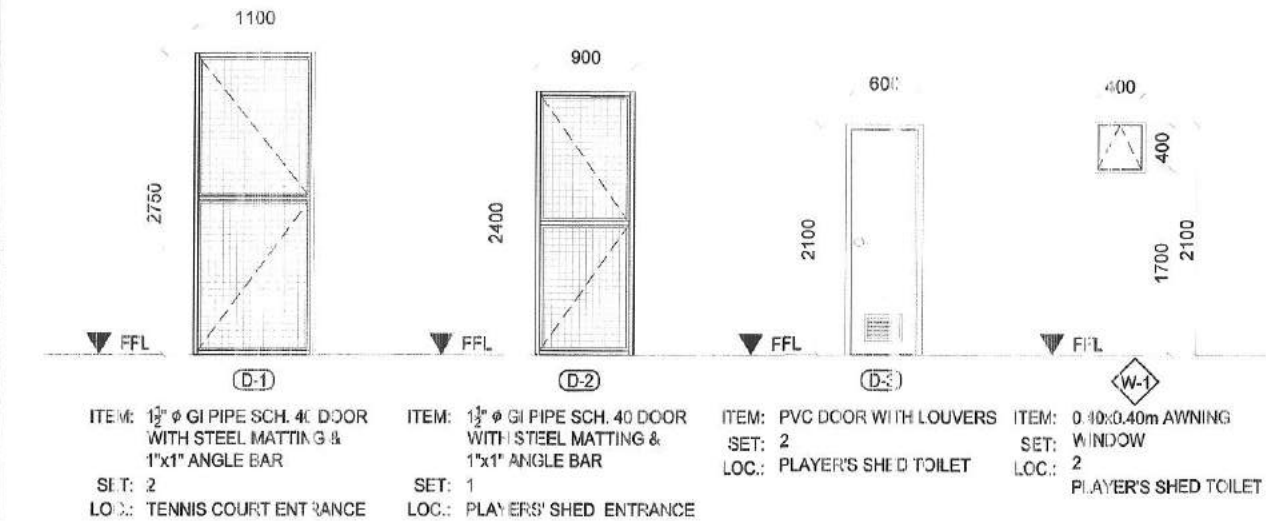 1100
900
600
400
2750
2400
2100
400
1700
2100
FFL
FFL
FFL
FFL
D-1
D-2
D-3
W-1
ITEM: 1½" ø GI PIPE SCH. 40 DOOR
WITH STEEL MATTING &
1"x1" ANGLE BAR
SET: 2
LOC.: TENNIS COURT ENTRANCE
ITEM: 1½" ø GI PIPE SCH. 40 DOOR
WITH STEEL MATTING &
1"x1" ANGLE BAR
SET: 1
LOC.: PLAYERS' SHED ENTRANCE
ITEM: PVC DOOR WITH LOUVERS
SET: 2
LOC.: PLAYER'S SHED TOILET
ITEM: 0.40x0.40m AWNING
SET: WINDOW
LOC.: 2
PLAYER'S SHED TOILET